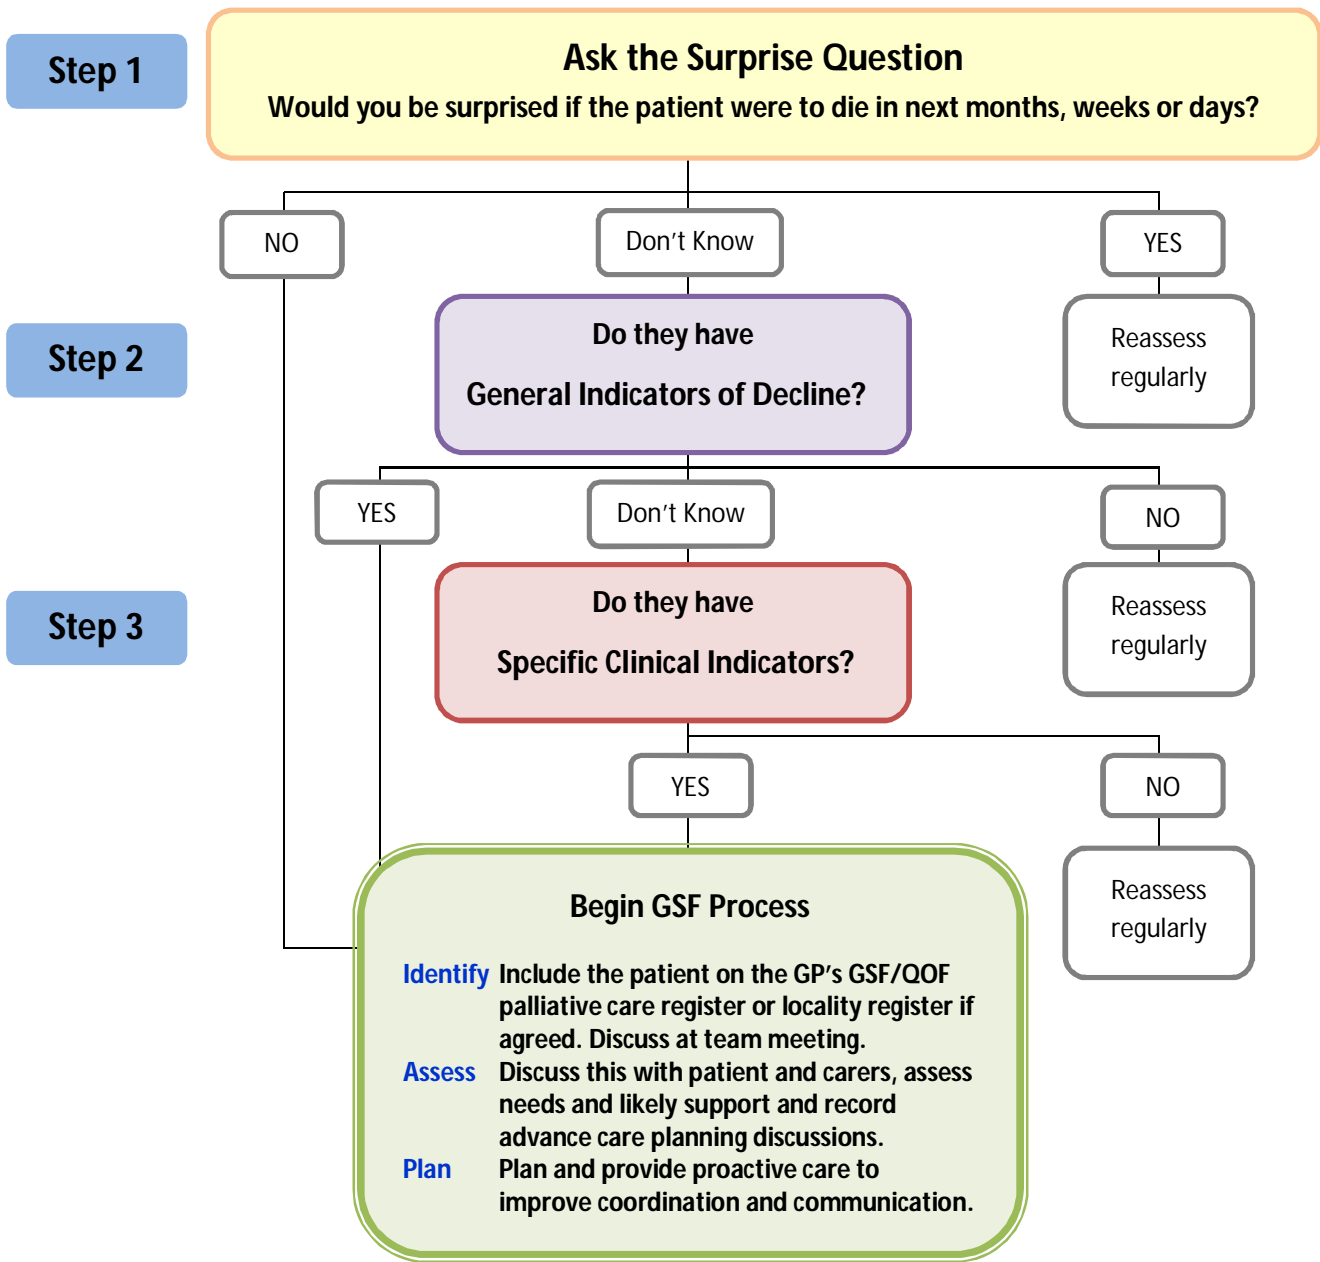 Step 1
Ask the Surprise Question
Would you be surprised if the patient were to die in next months, weeks or days?
NO
Don't Know
YES
Step 2
Do they have
General Indicators of Decline?
Reassess
regularly
YES
Don't Know
NO
Step 3
Do they have
Specific Clinical Indicators?
Reassess
regularly
YES
NO
Reassess
regularly
Begin GSF Process
Identify Include the patient on the GP's GSF/QOF
palliative care register or locality register if
agreed. Discuss at team meeting.
Assess Discuss this with patient and carers, assess
needs and likely support and record
advance care planning discussions.
Plan Plan and provide proactive care to
improve coordination and communication.